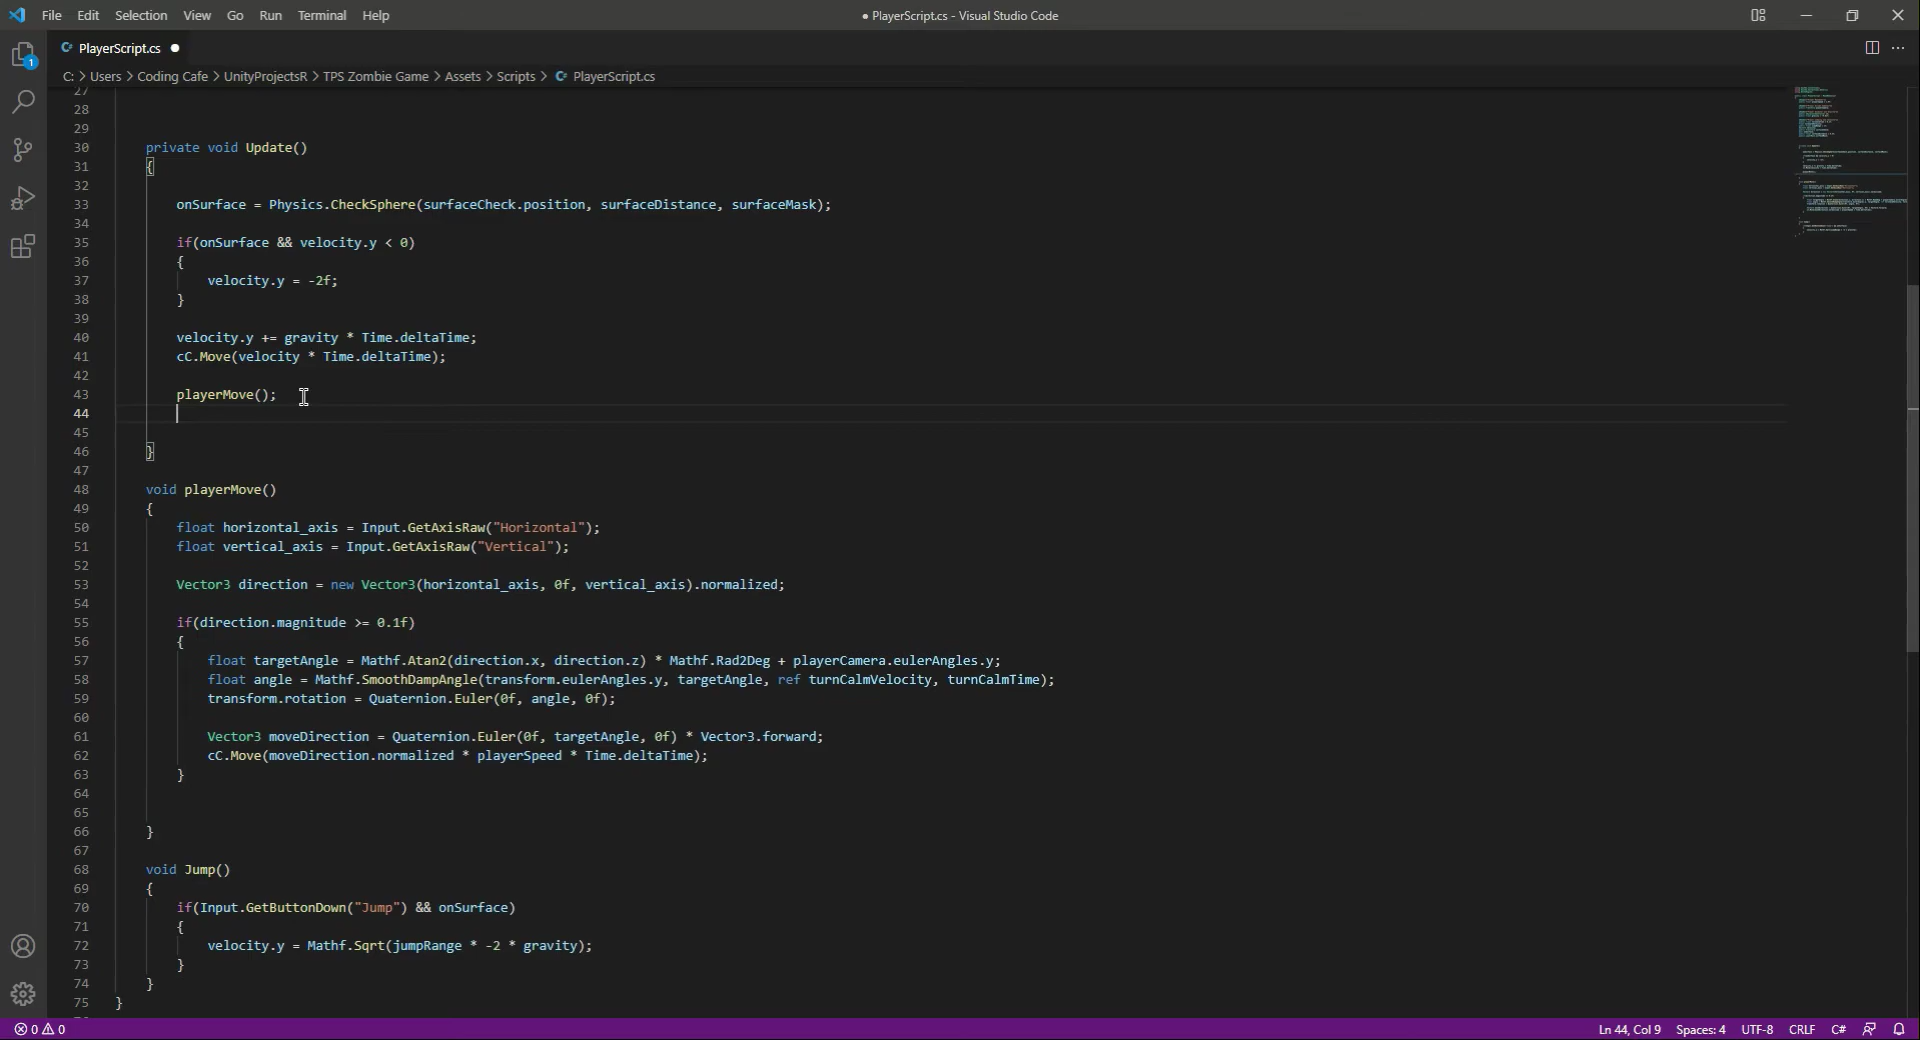 File Edit Selection View Go Run Terminal Help ● PlayerScript.cs - Visual Studio Code
PlayerScript.cs ●
C: > Users > Coding Cafe > UnityProjectsR > TPS Zombie Game > Assets > Scripts > PlayerScript.cs
27
28
29
30 private void Update()
31 {
32
33 onSurface = Physics.CheckSphere(surfaceCheck.position, surfaceDistance, surfaceMask);
34
35 if(onSurface && velocity.y < 0)
36 {
37 velocity.y = -2f;
38 }
39
40 velocity.y += gravity * Time.deltaTime;
41 cC.Move(velocity * Time.deltaTime);
42
43 playerMove();
44
45
46 }
47
48 void playerMove()
49 {
50 float horizontal_axis = Input.GetAxisRaw("Horizontal");
51 float vertical_axis = Input.GetAxisRaw("Vertical");
52
53 Vector3 direction = new Vector3(horizontal_axis, 0f, vertical_axis).normalized;
54
55 if(direction.magnitude >= 0.1f)
56 {
57 float targetAngle = Mathf.Atan2(direction.x, direction.z) * Mathf.Rad2Deg + playerCamera.eulerAngles.y;
58 float angle = Mathf.SmoothDampAngle(transform.eulerAngles.y, targetAngle, ref turnCalmVelocity, turnCalmTime);
59 transform.rotation = Quaternion.Euler(0f, angle, 0f);
60
61 Vector3 moveDirection = Quaternion.Euler(0f, targetAngle, 0f) * Vector3.forward;
62 cC.Move(moveDirection.normalized * playerSpeed * Time.deltaTime);
63 }
64
65
66 }
67
68 void Jump()
69 {
70 if(Input.GetButtonDown("Jump") && onSurface)
71 {
72 velocity.y = Mathf.Sqrt(jumpRange * -2 * gravity);
73 }
74 }
75 }
1
0 0 Ln 44, Col 9 Spaces: 4 UTF-8 CRLF C#